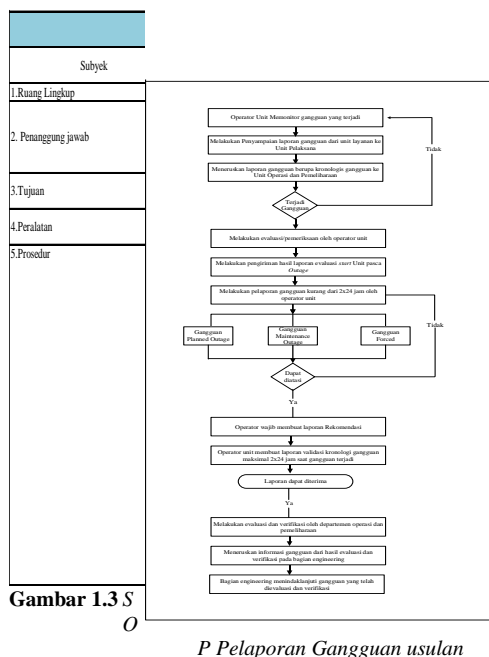 Subyek
1.Ruang Lingkup
2. Penanggung jawab
3.Tujuan
4.Peralatan
5.Prosedur
Operator Unit Memonitor gangguan yang terjadi
Melakukan Penyampaian laporan gangguan dari unit layanan ke
Unit Pelaksana
Meneruskan laporan gangguan berupa kronologis gangguan ke
Unit Operasi dan Pemeliharaan
Terjadi
Gangguan
Tidak
Melakukan evaluasi/pemeriksaan oleh operator unit
Melakukan pengiriman hasil laporan evaluasi start Unit pasca
Outage
Melakukan pelaporan gangguan kurang dari 2x24 jam oleh
operator unit
Gangguan
Planned Outage
Gangguan
Maintenance
Outage
Gangguan
Forced
Tidak
Dapat
diatasi
Ya
Operator wajib membuat laporan Rekomendasi
Operator unit membuat laporan validasi kronologi gangguan
maksimal 2x24 jam saat gangguan terjadi
Laporan dapat diterima
Ya
Melakukan evaluasi dan verifikasi oleh departemen operasi dan
pemeliharaan
Meneruskan informasi gangguan dari hasil evaluasi dan
verifikasi pada bagian engineering
Bagian engineering menindaklanjuti gangguan yang telah
dievaluasi dan verifikasi
Gambar 1.3 S
O
P Pelaporan Gangguan usulan